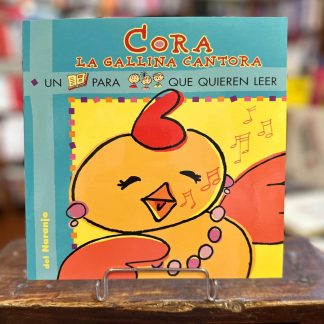 CORA
LA GALLINA CANTORA
UN PARA QUE QUIEREN LEER
del Naranjo